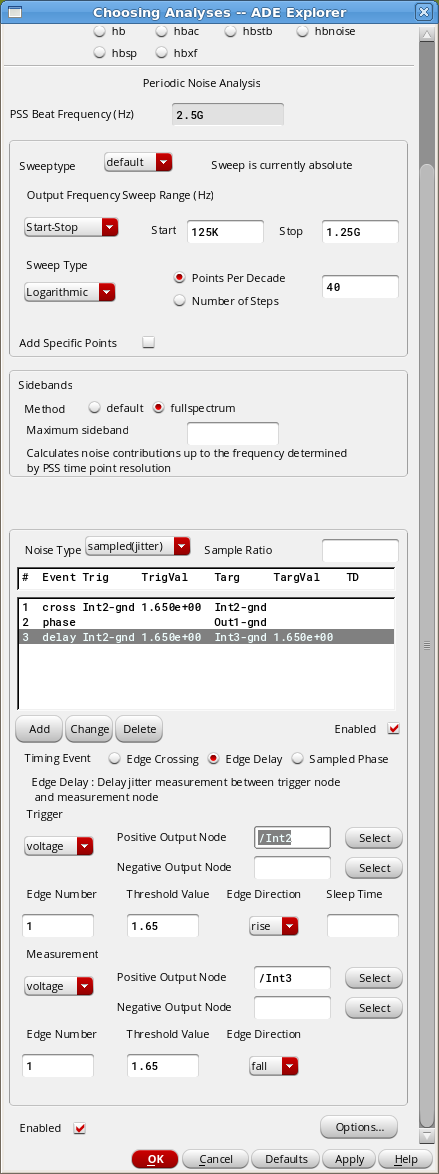 Choosing Analyses -- ADE Explorer
hb hbac hbstb hbnoise
hbsp hbxf
Periodic Noise Analysis
PSS Beat Frequency (Hz) 2.5G
Sweeptype default Sweep is currently absolute
Output Frequency Sweep Range (Hz)
Start-Stop Start 125K Stop 1.25G
Sweep Type
Logarithmic Points Per Decade 40
Number of Steps
Add Specific Points
Sidebands
Method default fullspectrum
Maximum sideband
Calculates noise contributions up to the frequency determined
by PSS time point resolution
Noise Type sampled(jitter) Sample Ratio
# Event Trig TrigVal Targ TargVal TD
1 cross Int2-gnd 1.650e+00 Int2-gnd
2 phase Out1-gnd
3 delay Int2-gnd 1.650e+00 Int3-gnd 1.650e+00
Add Change Delete Enabled
Timing Event Edge Crossing Edge Delay Sampled Phase
Edge Delay : Delay jitter measurement between trigger node
and measurement node
Trigger
voltage Positive Output Node /Int2 Select
Negative Output Node Select
Edge Number Threshold Value Edge Direction Sleep Time
1 1.65 rise
Measurement
voltage Positive Output Node /Int3 Select
Negative Output Node Select
Edge Number Threshold Value Edge Direction
1 1.65 fall
Enabled Options...
OK Cancel Defaults Apply Help